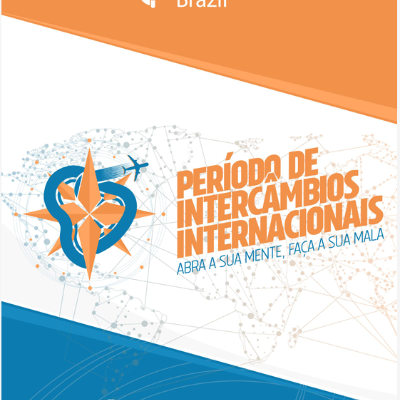 Brazil
PERÍODO DE
INTERCÂMBIOS
INTERNACIONAIS
ABRA A SUA MENTE, FAÇA A SUA MALA